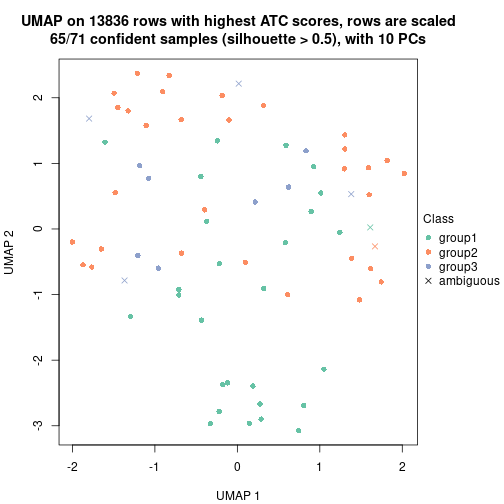 UMAP on 13836 rows with highest ATC scores, rows are scaled
65/71 confident samples (silhouette > 0.5), with 10 PCs
UMAP 2
2
1
0
-1
-2
-3
-2
-1
0
1
2
UMAP 1
Class
group1
group2
group3
ambiguous